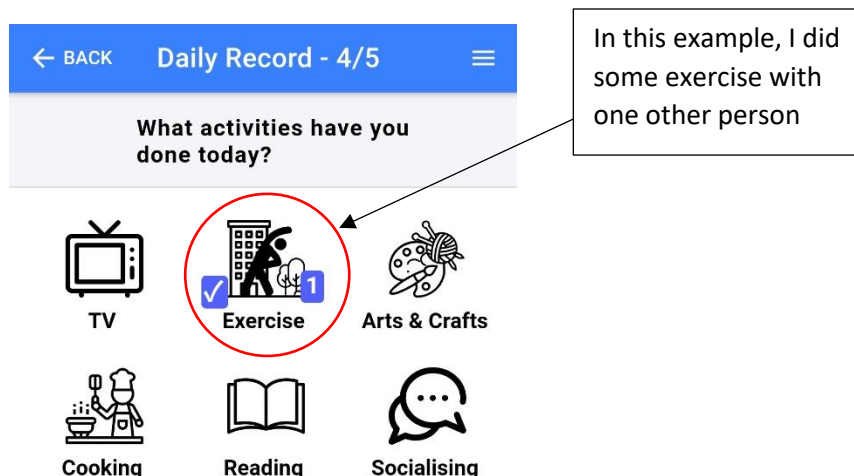 ← BACK Daily Record - 4/5
What activities have you
done today?
In this example, I did
some exercise with
one other person
✓ 1
TV Exercise Arts & Crafts
Cooking Reading Socialising